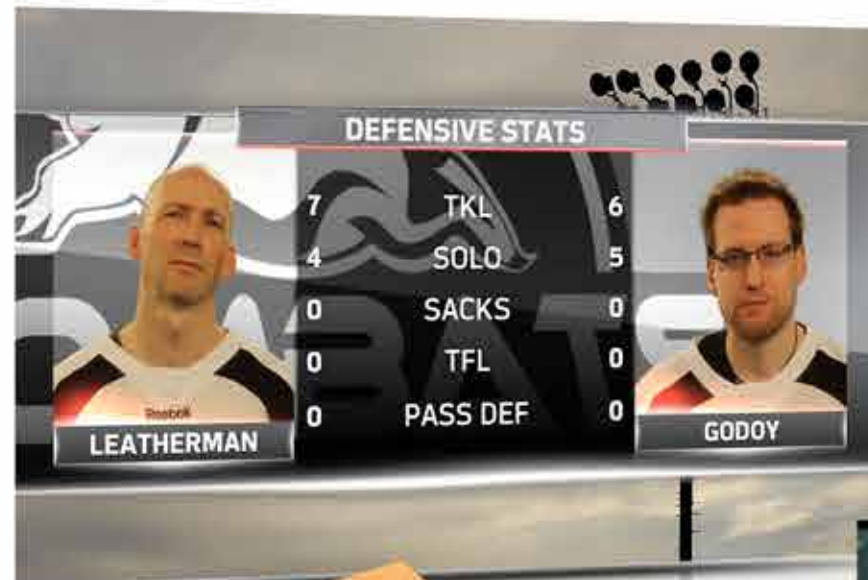 DEFENSIVE STATS
7 TKL 6
4 SOLO 5
0 SACKS 0
0 TFL 0
0 PASS DEF 0
Reebok
LEATHERMAN
GODOY